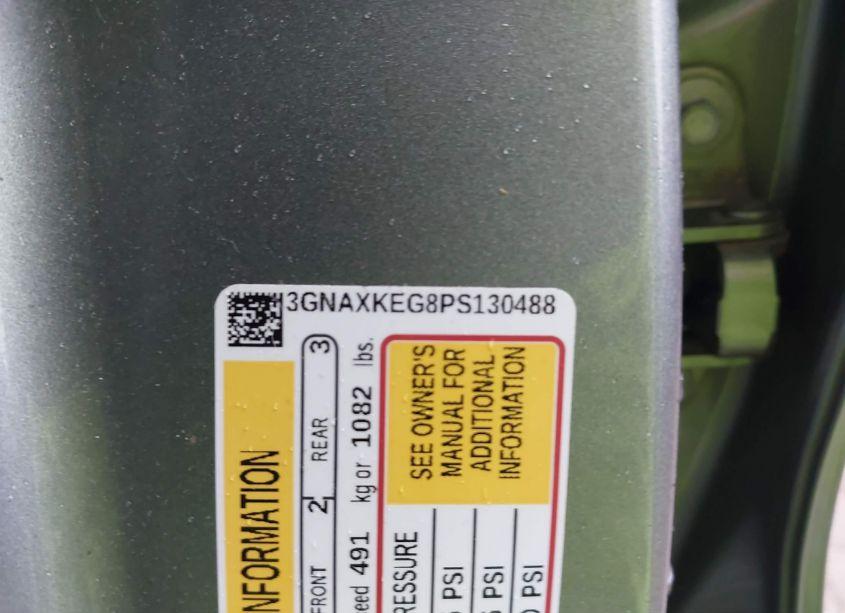 3GNAXKEG8PS130488
INFORMATION
FRONT 2 REAR 3
491 kg or 1082 lbs.
SEE OWNER'S
MANUAL FOR
ADDITIONAL
INFORMATION
PSI
PSI
PSI